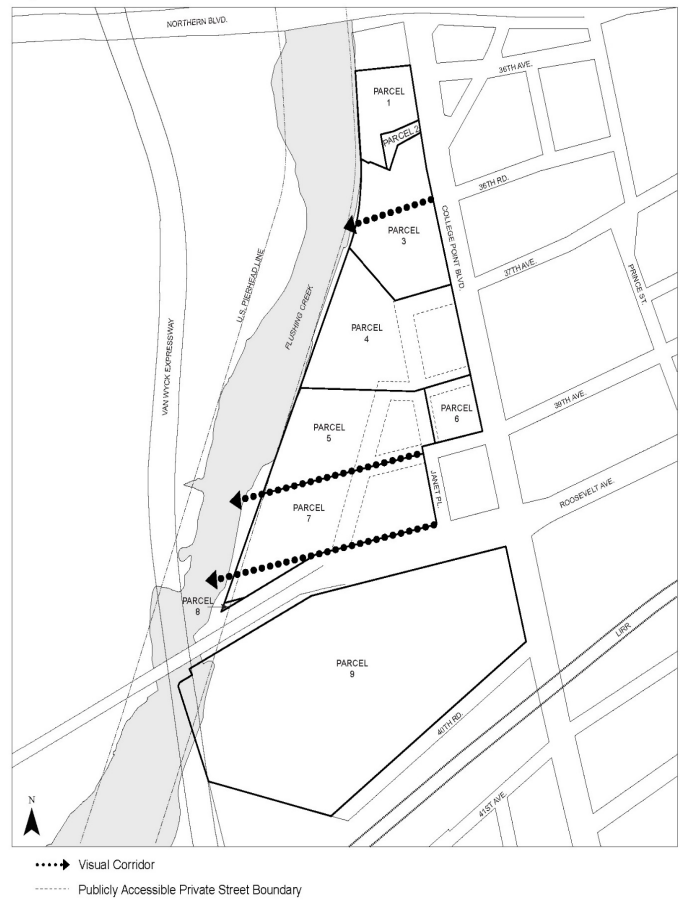 NORTHERN BLVD.
36TH AVE.
PARCEL
1
PARCEL 2
36TH RD.
COLLEGE POINT BLVD.
PARCEL
3
37TH AVE.
PRINCE ST.
U.S. PIERHEAD LINE
FLUSHING CREEK
VAN WYCK EXPRESSWAY
PARCEL
4
39TH AVE.
PARCEL
6
PARCEL
5
JANET PL.
ROOSEVELT AVE.
PARCEL
7
PARCEL
8
LIRR
PARCEL
9
40TH RD.
41ST AVE.
N
Visual Corridor
Publicly Accessible Private Street Boundary